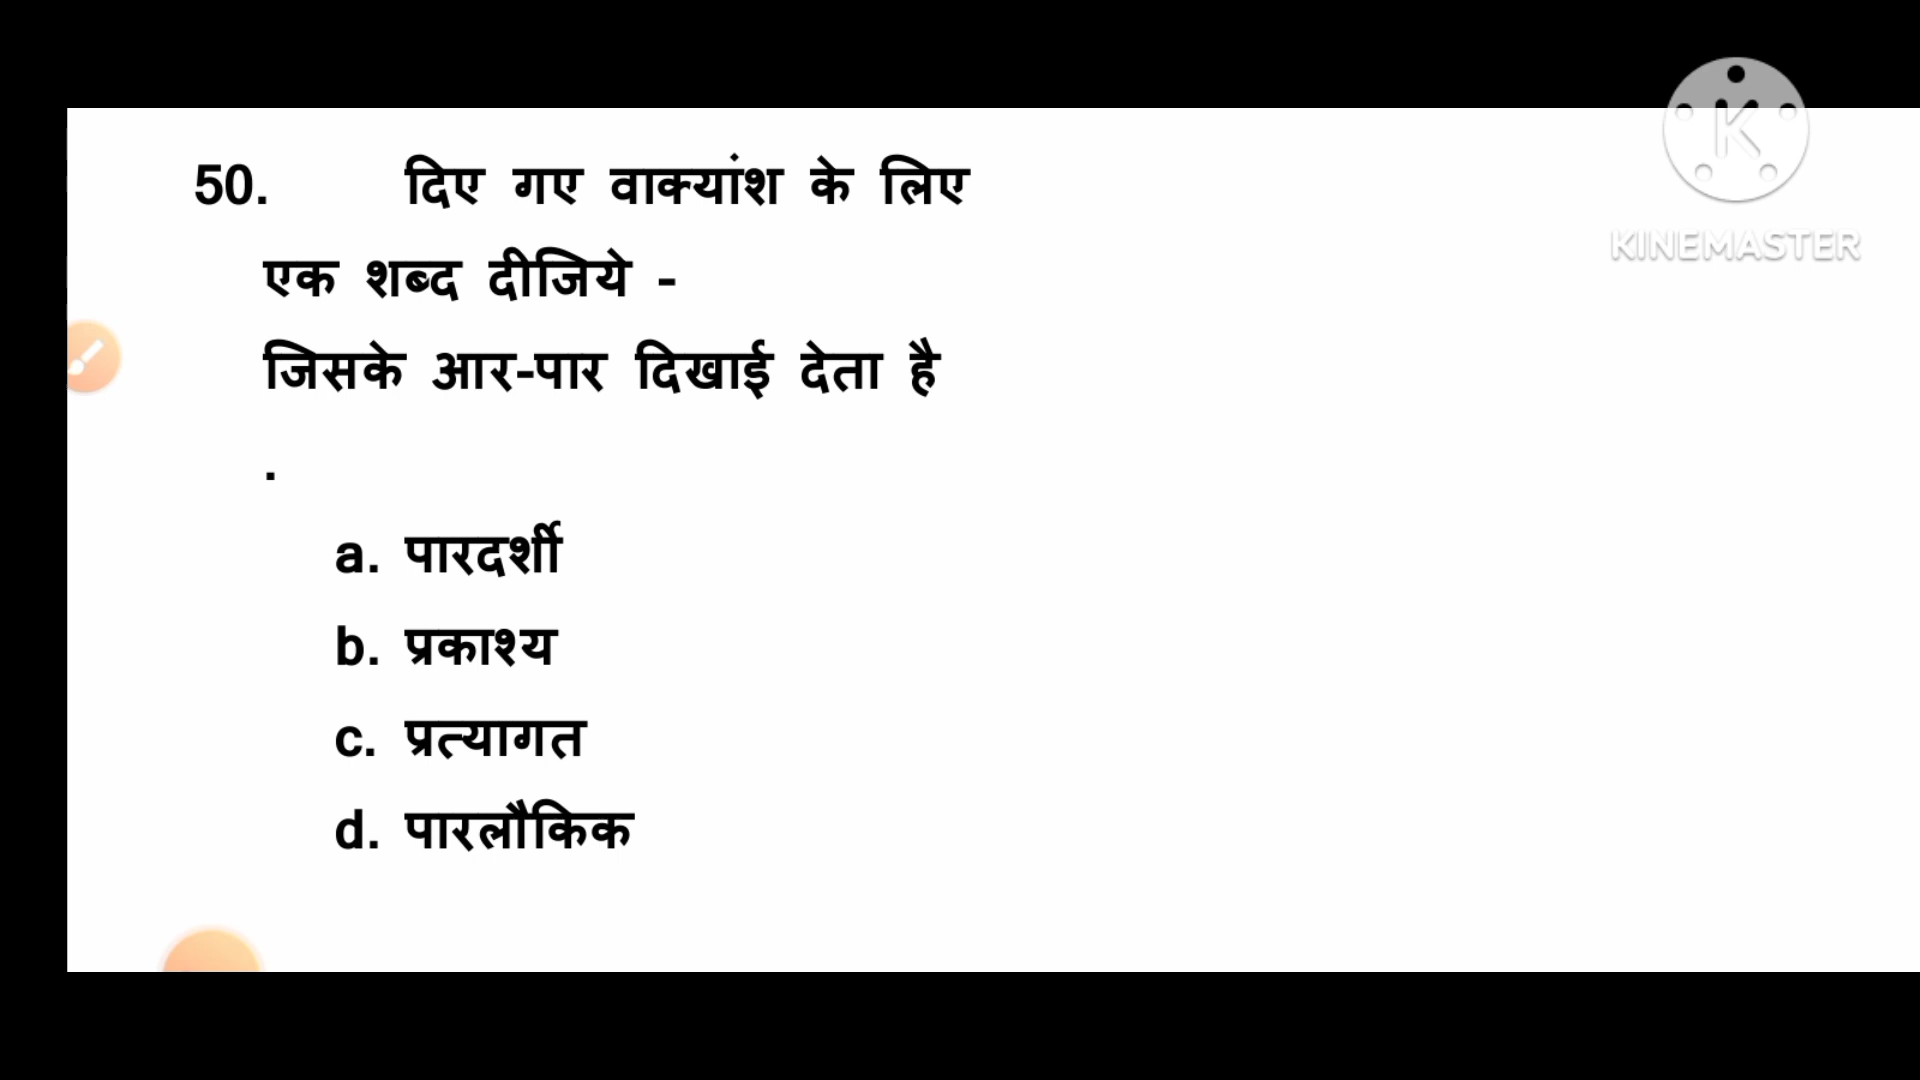 50. दिए गए वाक्यांश के लिए
एक शब्द दीजिये -
जिसके आर-पार दिखाई देता है
.
a. पारदर्शी
b. प्रकाश्य
c. प्रत्यागत
d. पारलौकिक
K
KINEMASTER